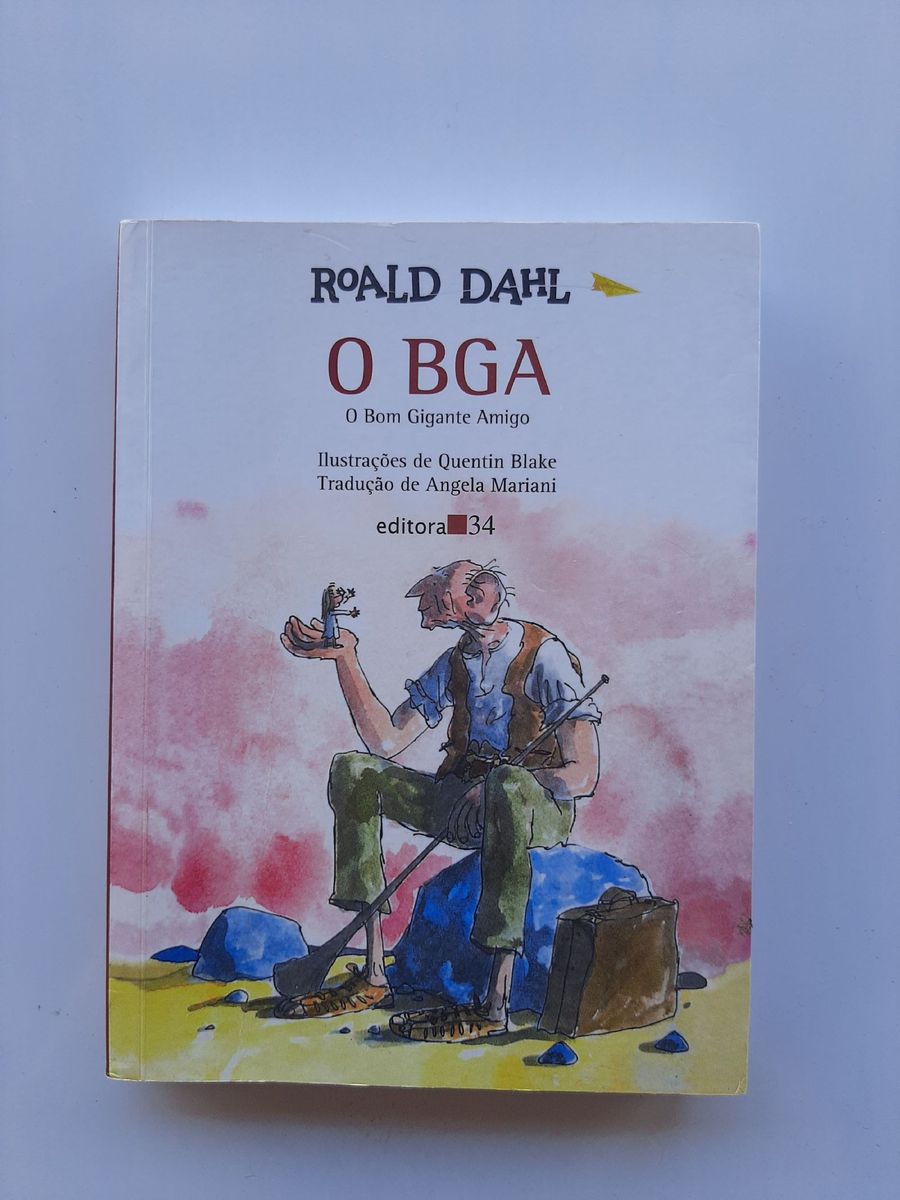 ROALD DAHL
O BGA
O Bom Gigante Amigo
Ilustrações de Quentin Blake
Tradução de Angela Mariani
editora 34